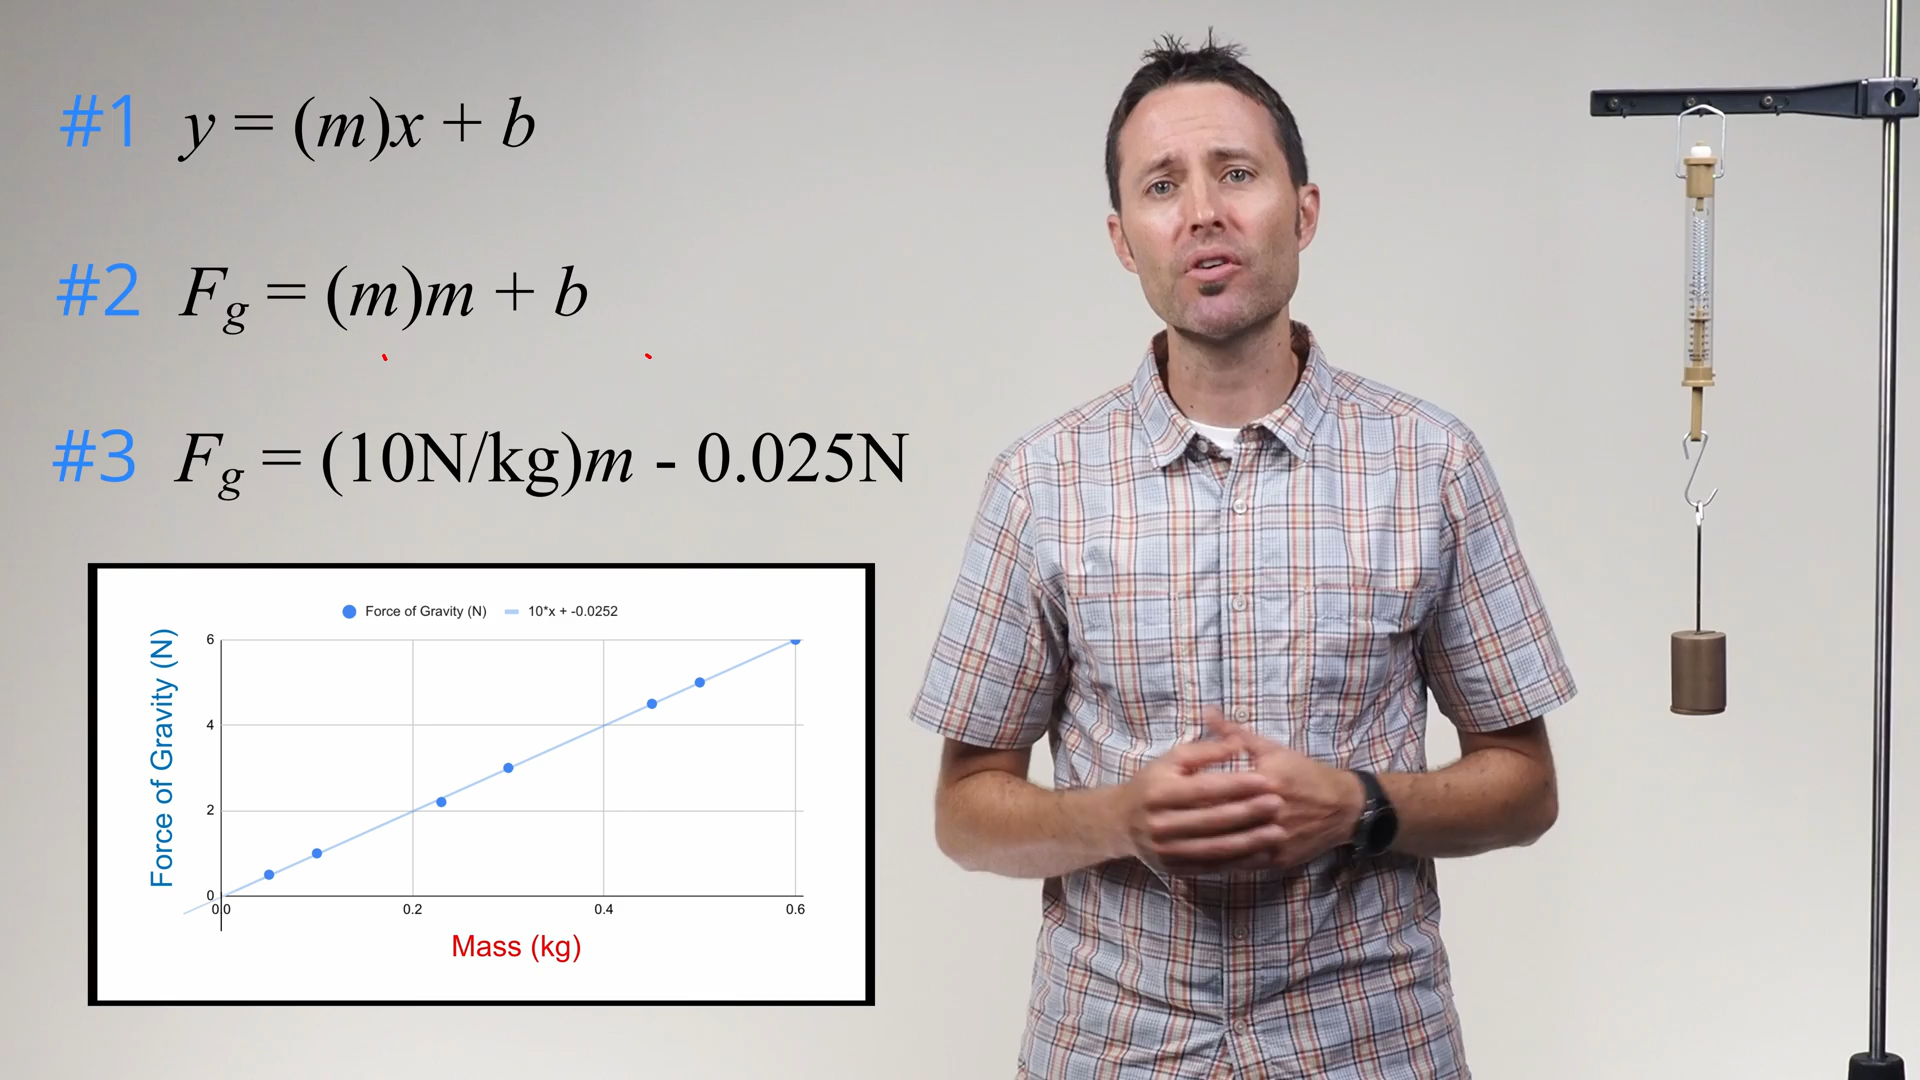 #1 y = (m)x + b
#2 Fg = (m)m + b
#3 Fg = (10N/kg)m - 0.025N
Force of Gravity (N) 10*x + -0.0252
Force of Gravity (N)
6
4
2
0
0.0 0.2 0.4 0.6
Mass (kg)